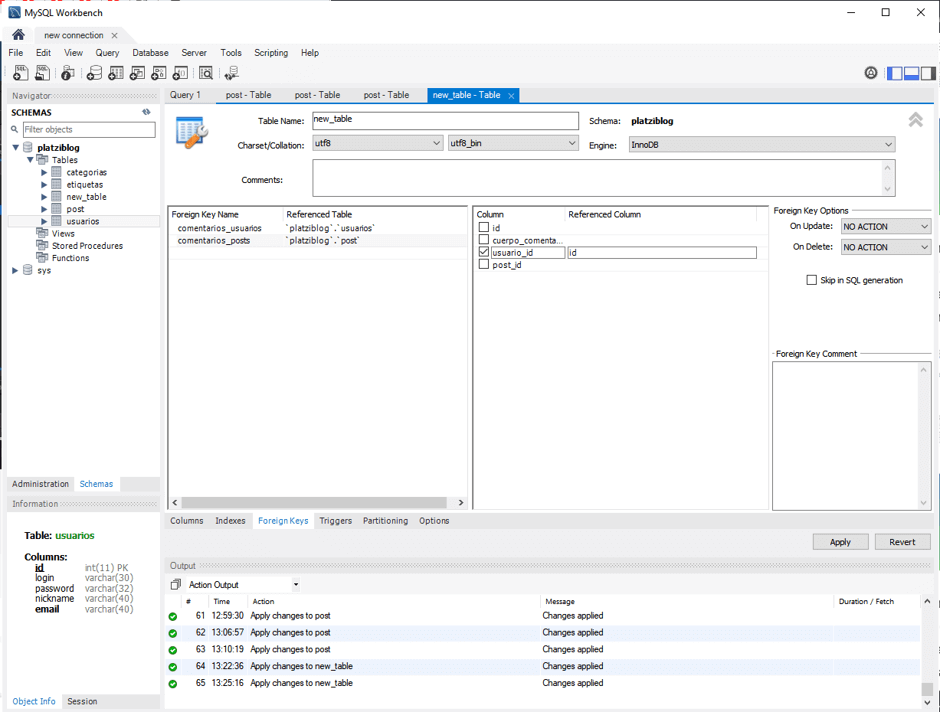 MySQL Workbench
new connection
File Edit View Query Database Server Tools Scripting Help
Navigator
SCHEMAS
Filter objects
platziblog
Tables
categorias
etiquetas
new_table
post
usuarios
Views
Stored Procedures
Functions
sys
Administration Schemas
Information
Table: usuarios
Columns:
id int(11) PK
login varchar(30)
password varchar(32)
nickname varchar(40)
email varchar(40)
Object Info Session
Query 1 post - Table post - Table post - Table new_table - Table
Table Name: new_table Schema: platziblog
Charset/Collation: utf8 utf8_bin Engine: InnoDB
Comments:
Foreign Key Name Referenced Table
comentarios_usuarios `platziblog`.`usuarios`
comentarios_posts `platziblog`.`post`
Column Referenced Column
id
cuerpo_comenta...
usuario_id id
post_id
Foreign Key Options
On Update: NO ACTION
On Delete: NO ACTION
Skip in SQL generation
Foreign Key Comment
Columns Indexes Foreign Keys Triggers Partitioning Options
Apply Revert
Output
Action Output
# Time Action Message Duration / Fetch
61 12:59:30 Apply changes to post Changes applied
62 13:06:57 Apply changes to post Changes applied
63 13:10:19 Apply changes to post Changes applied
64 13:22:36 Apply changes to new_table Changes applied
65 13:25:16 Apply changes to new_table Changes applied